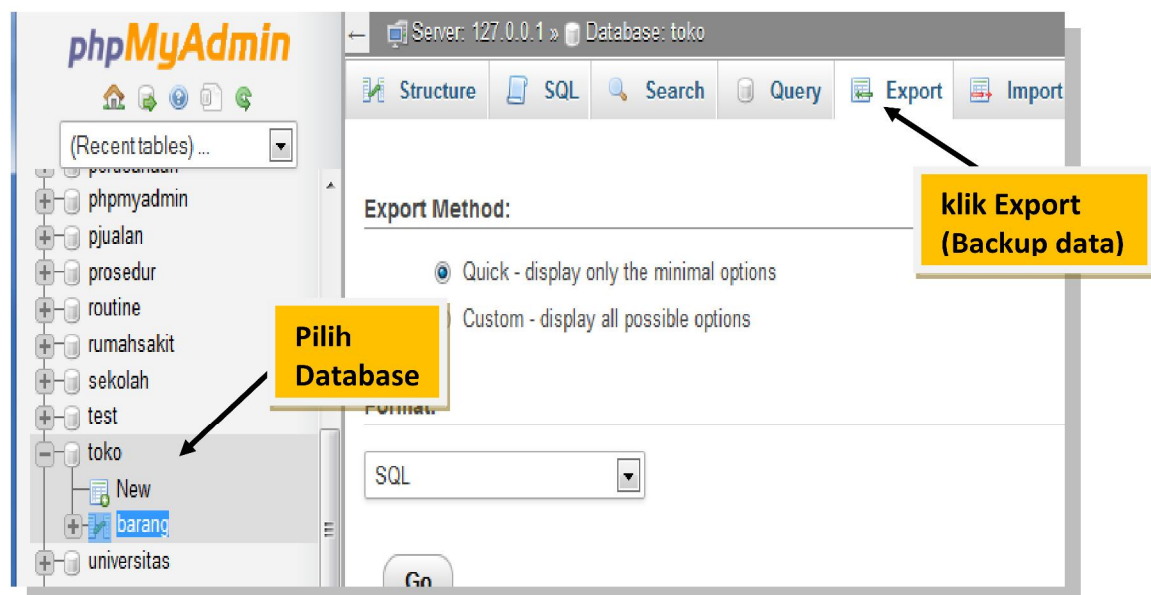 phpMyAdmin
(Recent tables) ...
phpmyadmin
pjualan
prosedur
routine
rumahsakit
sekolah
test
toko
New
barang
universitas
Server: 127.0.0.1 » Database: toko
Structure SQL Search Query Export Import
Export Method:
Quick - display only the minimal options
Custom - display all possible options
Format:
SQL
Go
klik Export
(Backup data)
Pilih
Database